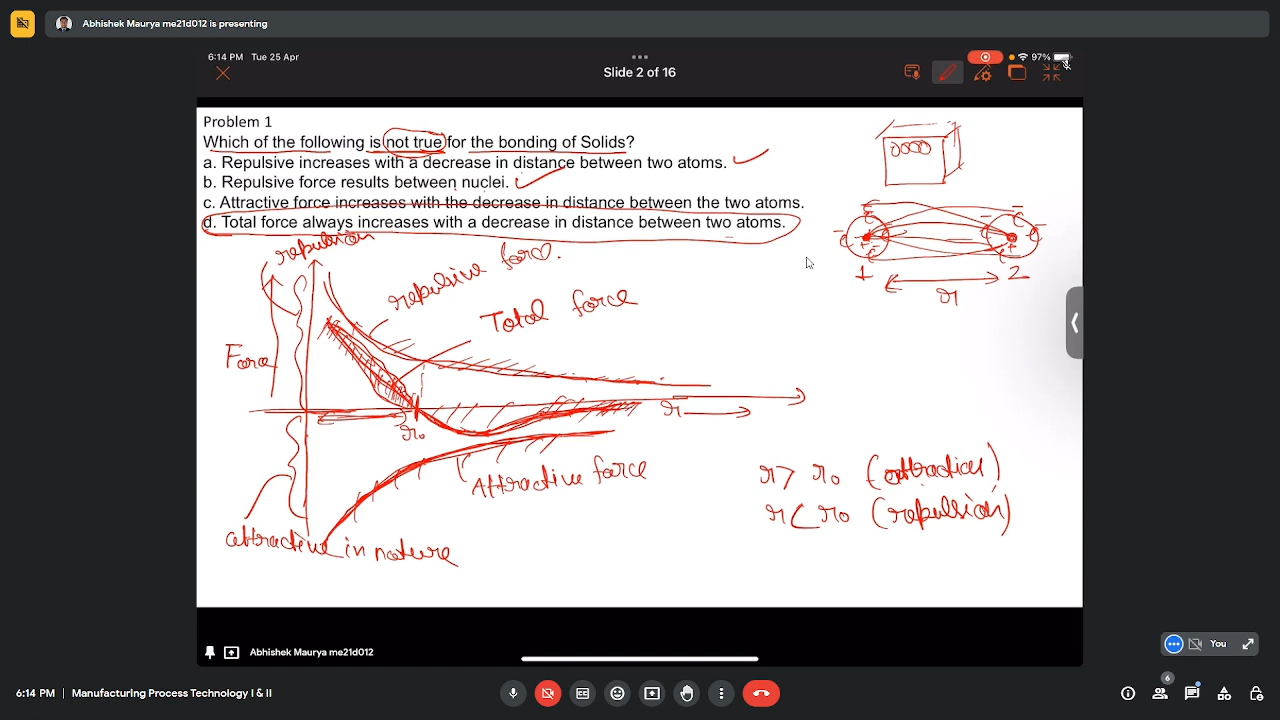 Abhishek Maurya me21d012 is presenting
6:14 PM Tue 25 Apr
97%
Slide 2 of 16
Problem 1
Which of the following is not true for the bonding of Solids?
a. Repulsive increases with a decrease in distance between two atoms.
b. Repulsive force results between nuclei.
c. Attractive force increases with the decrease in distance between the two atoms.
d. Total force always increases with a decrease in distance between two atoms.
repulsion
repulsive force.
Total force
Force
r
r₀
Attractive force
attractive in nature
1
2
r
r > r₀ (attraction)
r < r₀ (repulsion)
Abhishek Maurya me21d012
You
6:14 PM | Manufacturing Process Technology I & II
6